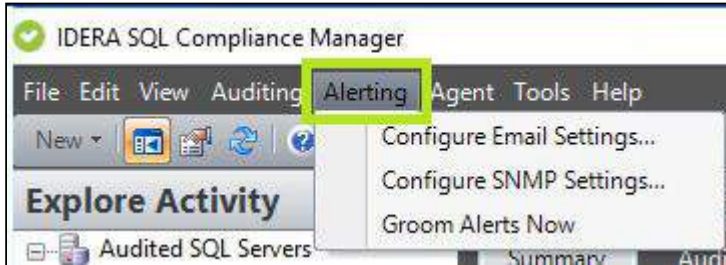 IDERA SQL Compliance Manager
File Edit View Auditing Alerting Agent Tools Help
New
Configure Email Settings...
Configure SNMP Settings...
Explore Activity
Groom Alerts Now
Audited SQL Servers
Summary